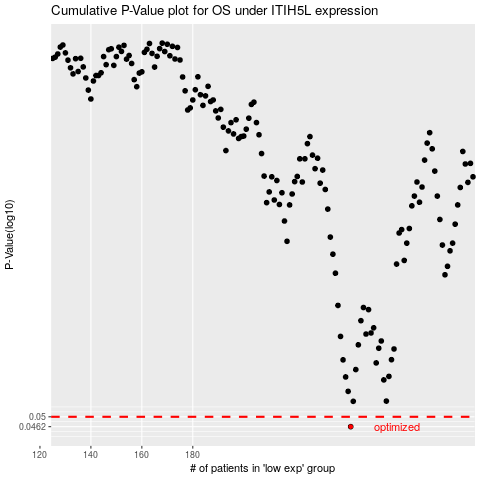 Cumulative P-Value plot for OS under ITIH5L expression
P-Value(log10)
0.05
0.0462
optimized
120 140 160 180
# of patients in 'low exp' group